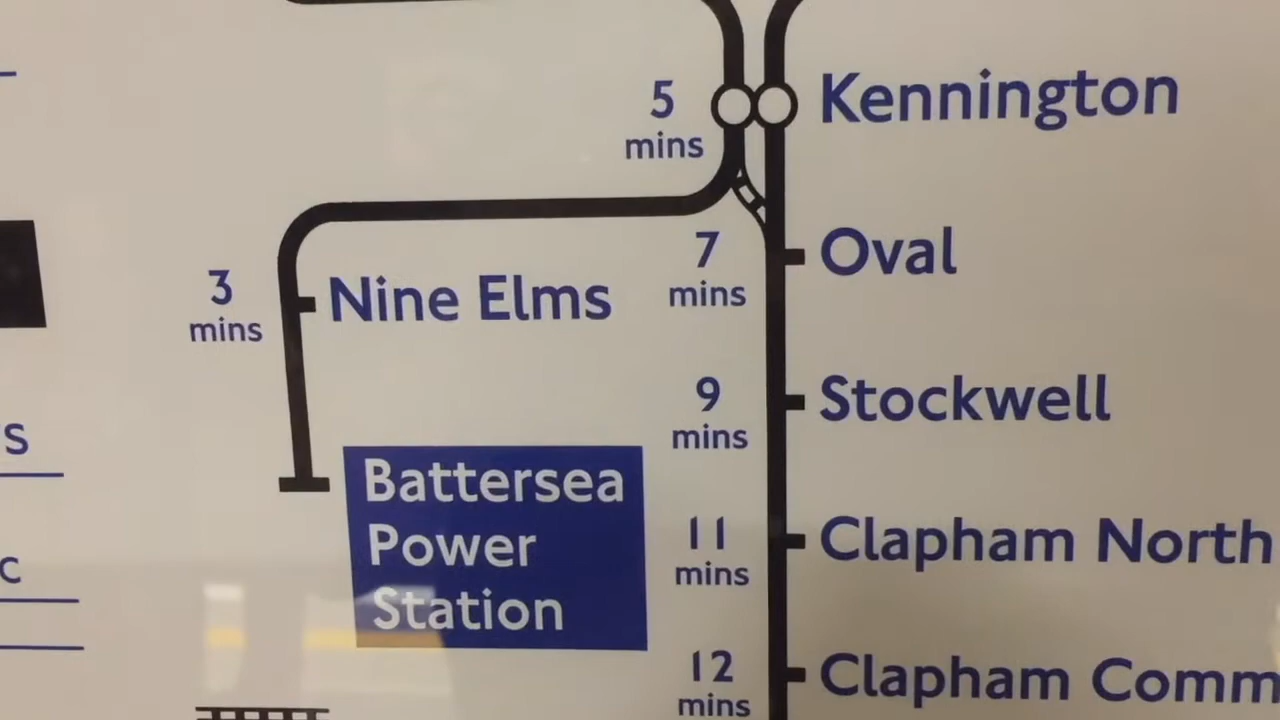 5
mins
Kennington
7
mins
Oval
3
mins
Nine Elms
9
mins
Stockwell
Battersea
Power
Station
11
mins
Clapham North
12
mins
Clapham Comm
s
c